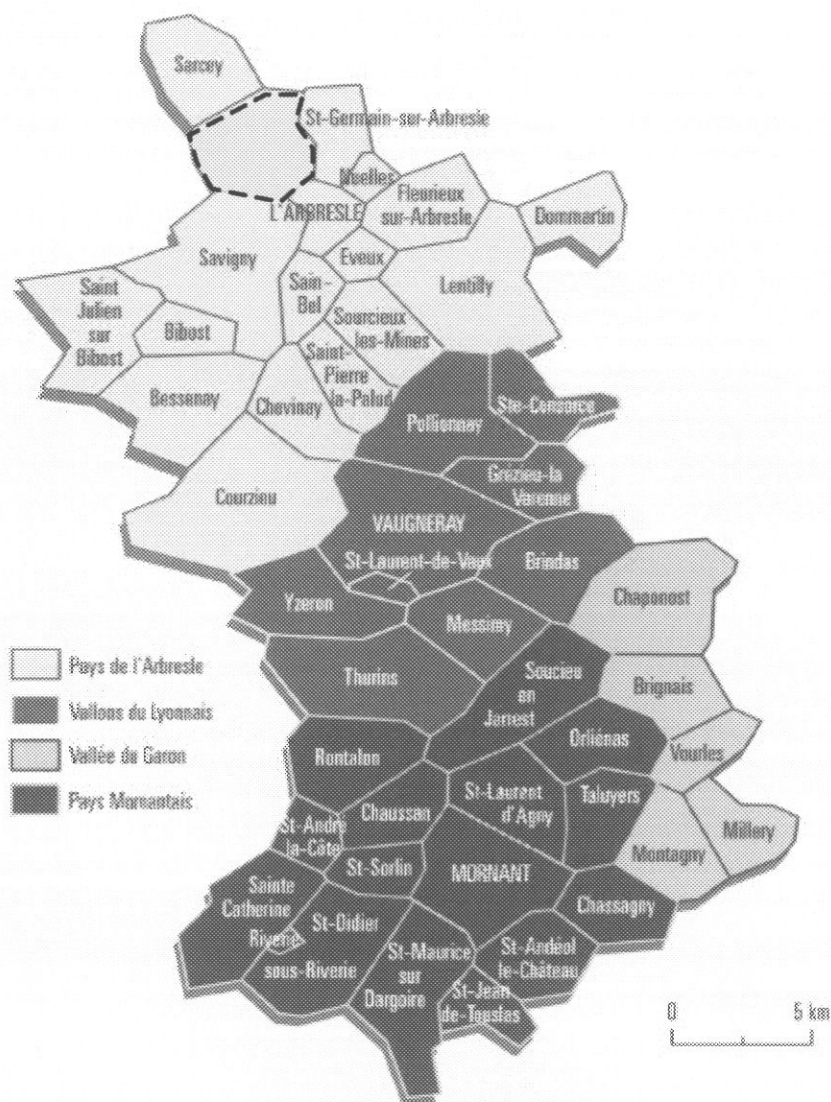 Sarcey
St-Germain-sur-Arbresle
Nuelles
L'ARBRESLE
Fleurieux
sur-Arbresle
Dommartin
Savigny
Eveux
Lentilly
Sain-
Bel
Saint
Julien
sur
Bibost
Bibost
Sourcieux
les-Mines
Saint-
Pierre
la-Palud
Bessenay
Chevinay
Pollionnay
Ste-Consorce
Courzieu
Grézieu-la
Varenne
VAUGNERAY
St-Laurent-de-Vaux
Brindas
Yzeron
Chaponost
Messimy
Thurins
Soucieu
en
Jarrest
Brignais
Orliénas
Vourles
Rontalon
St-Laurent
d'Agny
Taluyers
Chaussan
St-André
la-Côte
Millery
Montagny
St-Sorlin
MORNANT
Sainte
Catherine
Chassagny
St-Didier
Riverie
sous-Riverie
St-Maurice
sur
Dargoire
St-Andéol
le-Château
St-Jean
de-Touslas
Pays de l'Arbresle
Vallons du Lyonnais
Vallée du Garon
Pays Mornantais
0 5 km